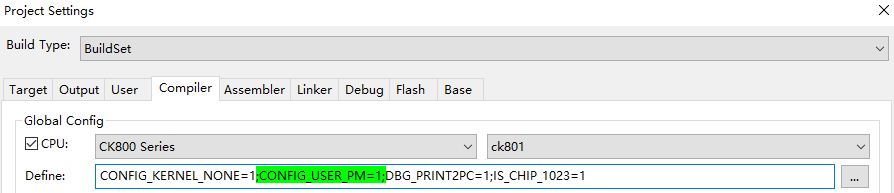 Project Settings
Build Type: BuildSet
Target Output User Compiler Assembler Linker Debug Flash Base
Global Config
CPU: CK800 Series ck801
Define: CONFIG_KERNEL_NONE=1;CONFIG_USER_PM=1;DBG_PRINT2PC=1;IS_CHIP_1023=1 ...